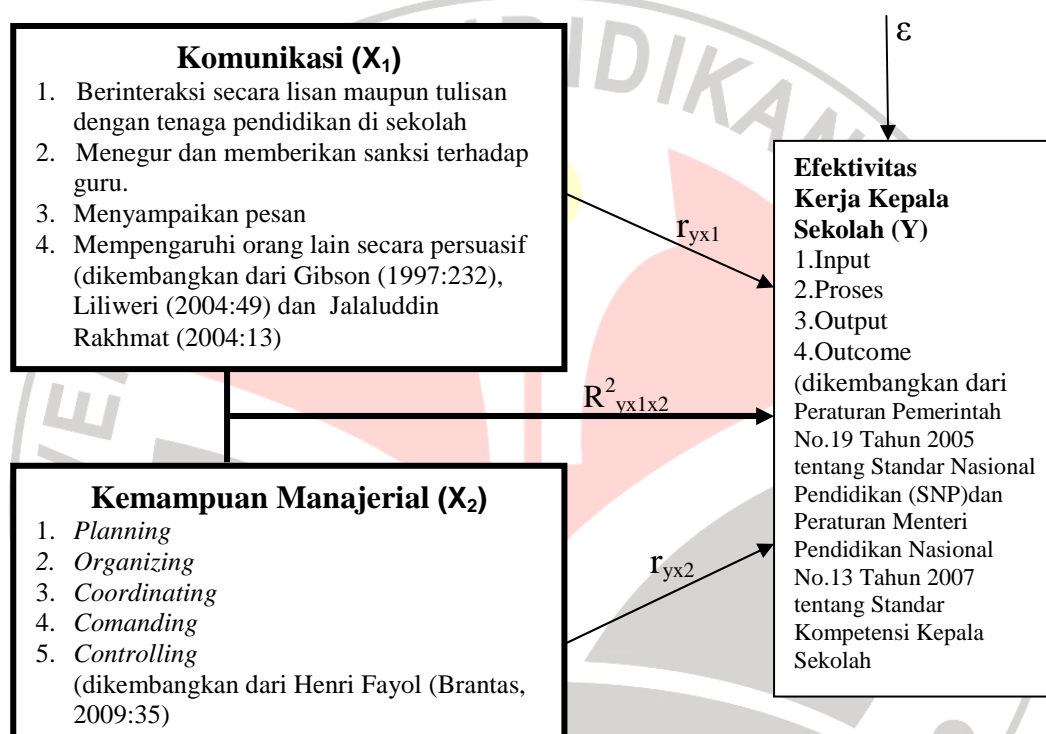 Komunikasi (X₁)
1. Berinteraksi secara lisan maupun tulisan
dengan tenaga pendidikan di sekolah
2. Menegur dan memberikan sanksi terhadap
guru.
3. Menyampaikan pesan
4. Mempengaruhi orang lain secara persuasif
(dikembangkan dari Gibson (1997:232),
Liliweri (2004:49) dan Jalaluddin
Rakhmat (2004:13)
Kemampuan Manajerial (X₂)
1. Planning
2. Organizing
3. Coordinating
4. Comanding
5. Controlling
(dikembangkan dari Henri Fayol (Brantas,
2009:35)
r_yx1
R²_yx1x2
r_yx2
ε
Efektivitas
Kerja Kepala
Sekolah (Y)
1.Input
2.Proses
3.Output
4.Outcome
(dikembangkan dari
Peraturan Pemerintah
No.19 Tahun 2005
tentang Standar Nasional
Pendidikan (SNP)dan
Peraturan Menteri
Pendidikan Nasional
No.13 Tahun 2007
tentang Standar
Kompetensi Kepala
Sekolah